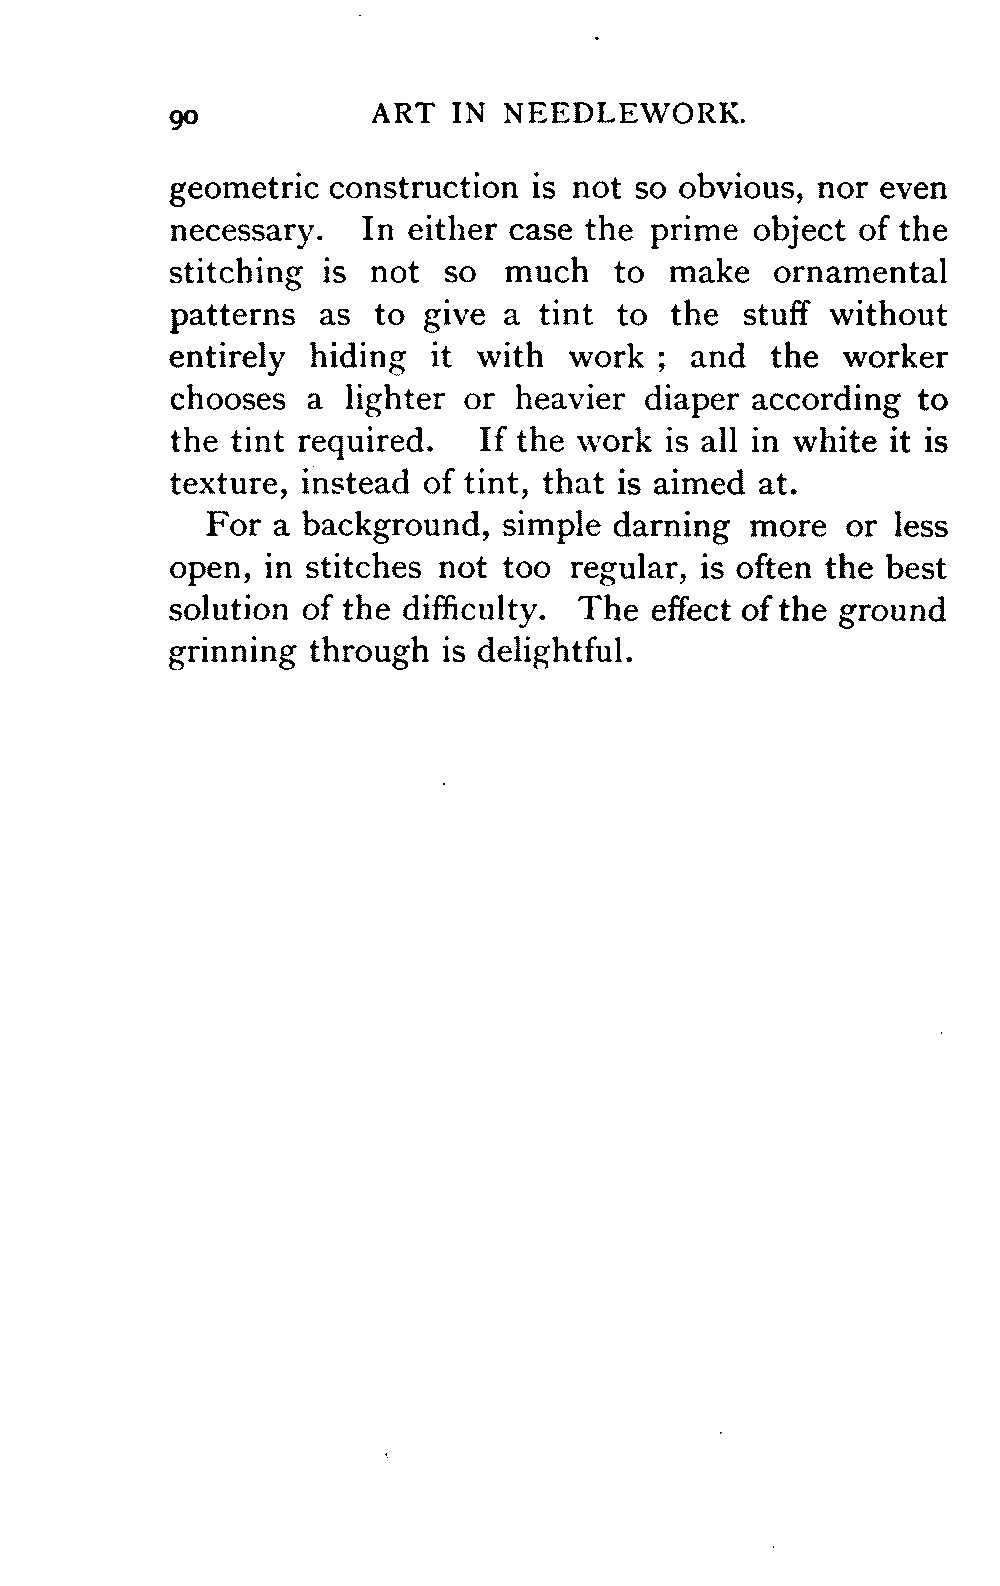 90 ART IN NEEDLEWORK.
geometric construction is not so obvious, nor even
necessary. In either case the prime object of the
stitching is not so much to make ornamental
patterns as to give a tint to the stuff without
entirely hiding it with work ; and the worker
chooses a lighter or heavier diaper according to
the tint required. If the work is all in white it is
texture, instead of tint, that is aimed at.
For a background, simple darning more or less
open, in stitches not too regular, is often the best
solution of the difficulty. The effect of the ground
grinning through is delightful.